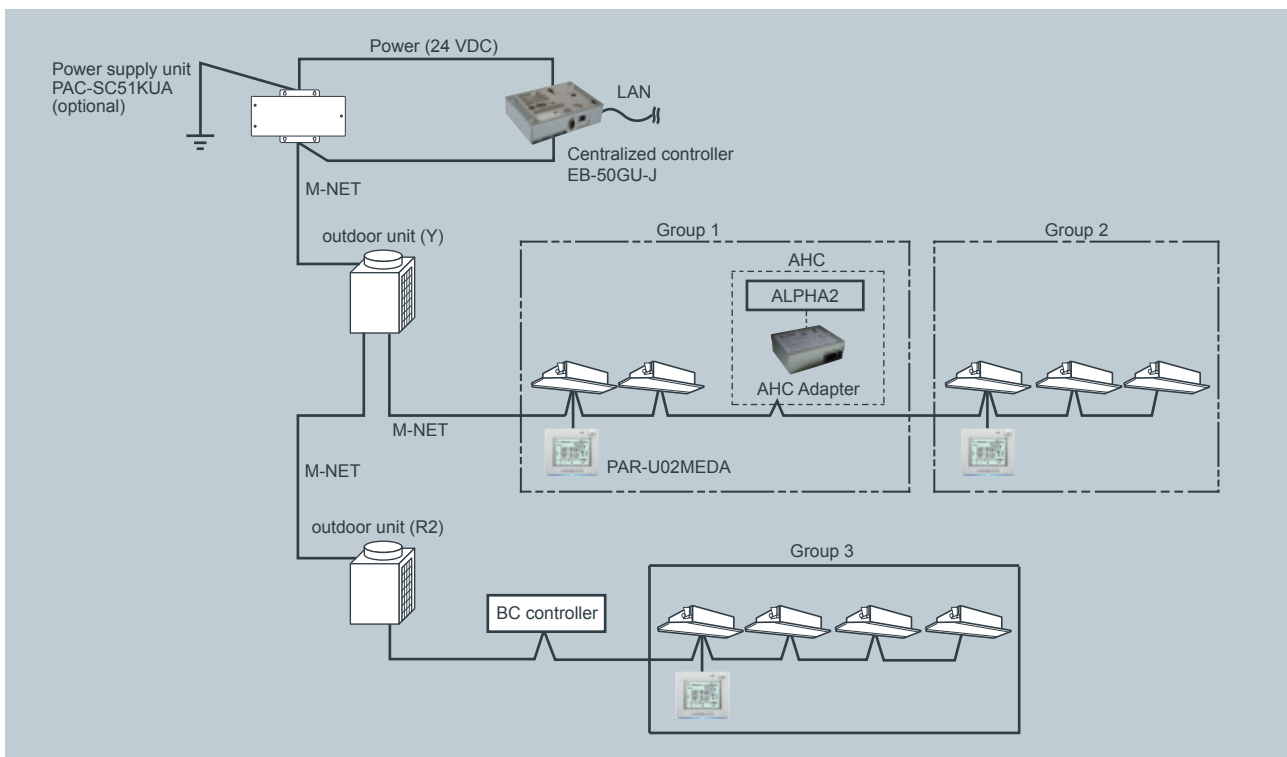 Power (24 VDC)
Power supply unit
PAC-SC51KUA
(optional)
LAN
Centralized controller
EB-50GU-J
M-NET
outdoor unit (Y)
Group 1
Group 2
AHC
ALPHA2
AHC Adapter
M-NET
PAR-U02MEDA
M-NET
outdoor unit (R2)
Group 3
BC controller